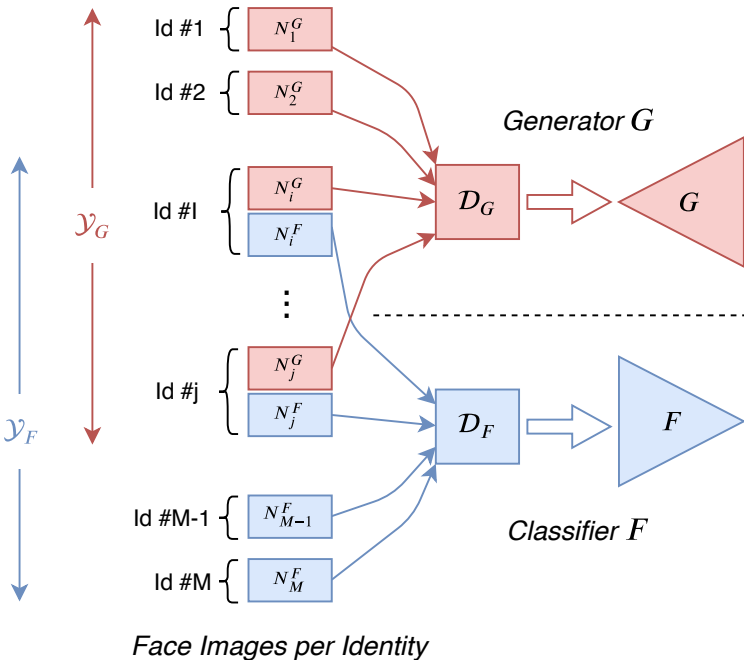 Id #1
N_1^G
Id #2
N_2^G
Generator G
Id #I
N_i^G
N_i^F
𝒟_G
G
𝒴_G
⋮
Id #j
N_j^G
N_j^F
𝒟_F
F
𝒴_F
Id #M-1
N_{M-1}^F
Classifier F
Id #M
N_M^F
Face Images per Identity